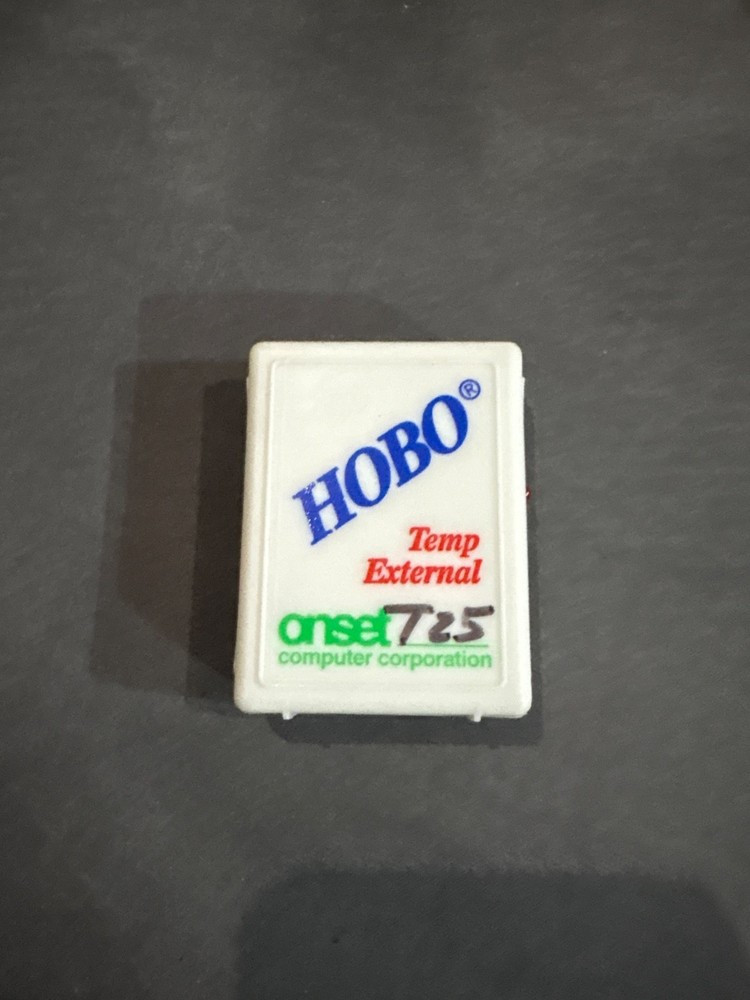 HOBO®
Temp
External
onset T25
computer corporation